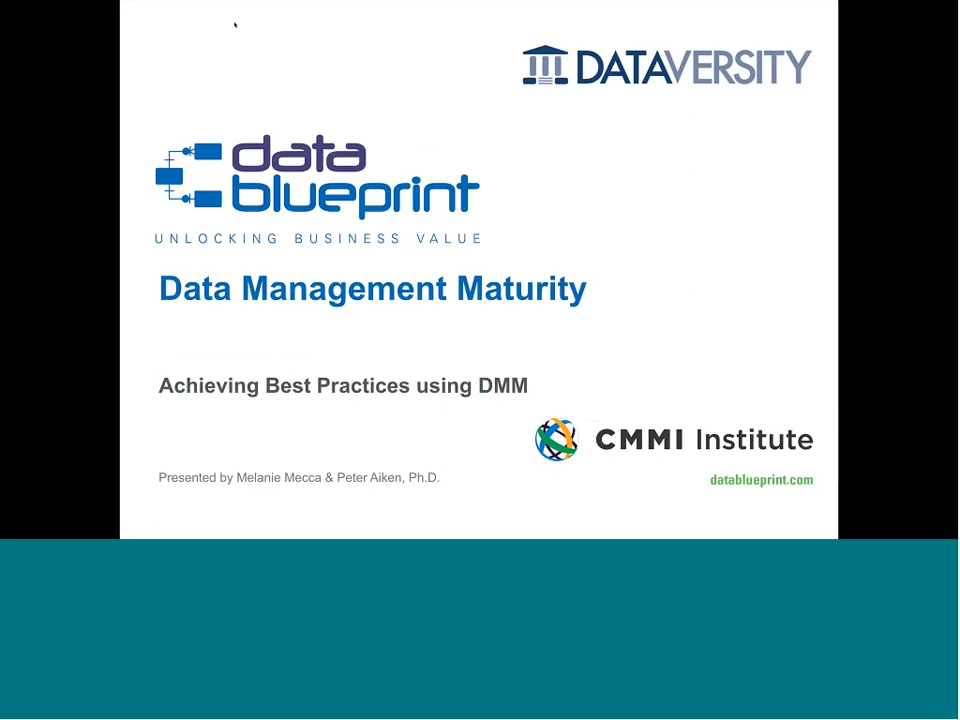 DATAVERSITY
data
blueprint
UNLOCKING BUSINESS VALUE
Data Management Maturity
Achieving Best Practices using DMM
CMMI Institute
Presented by Melanie Mecca & Peter Aiken, Ph.D.
datablueprint.com